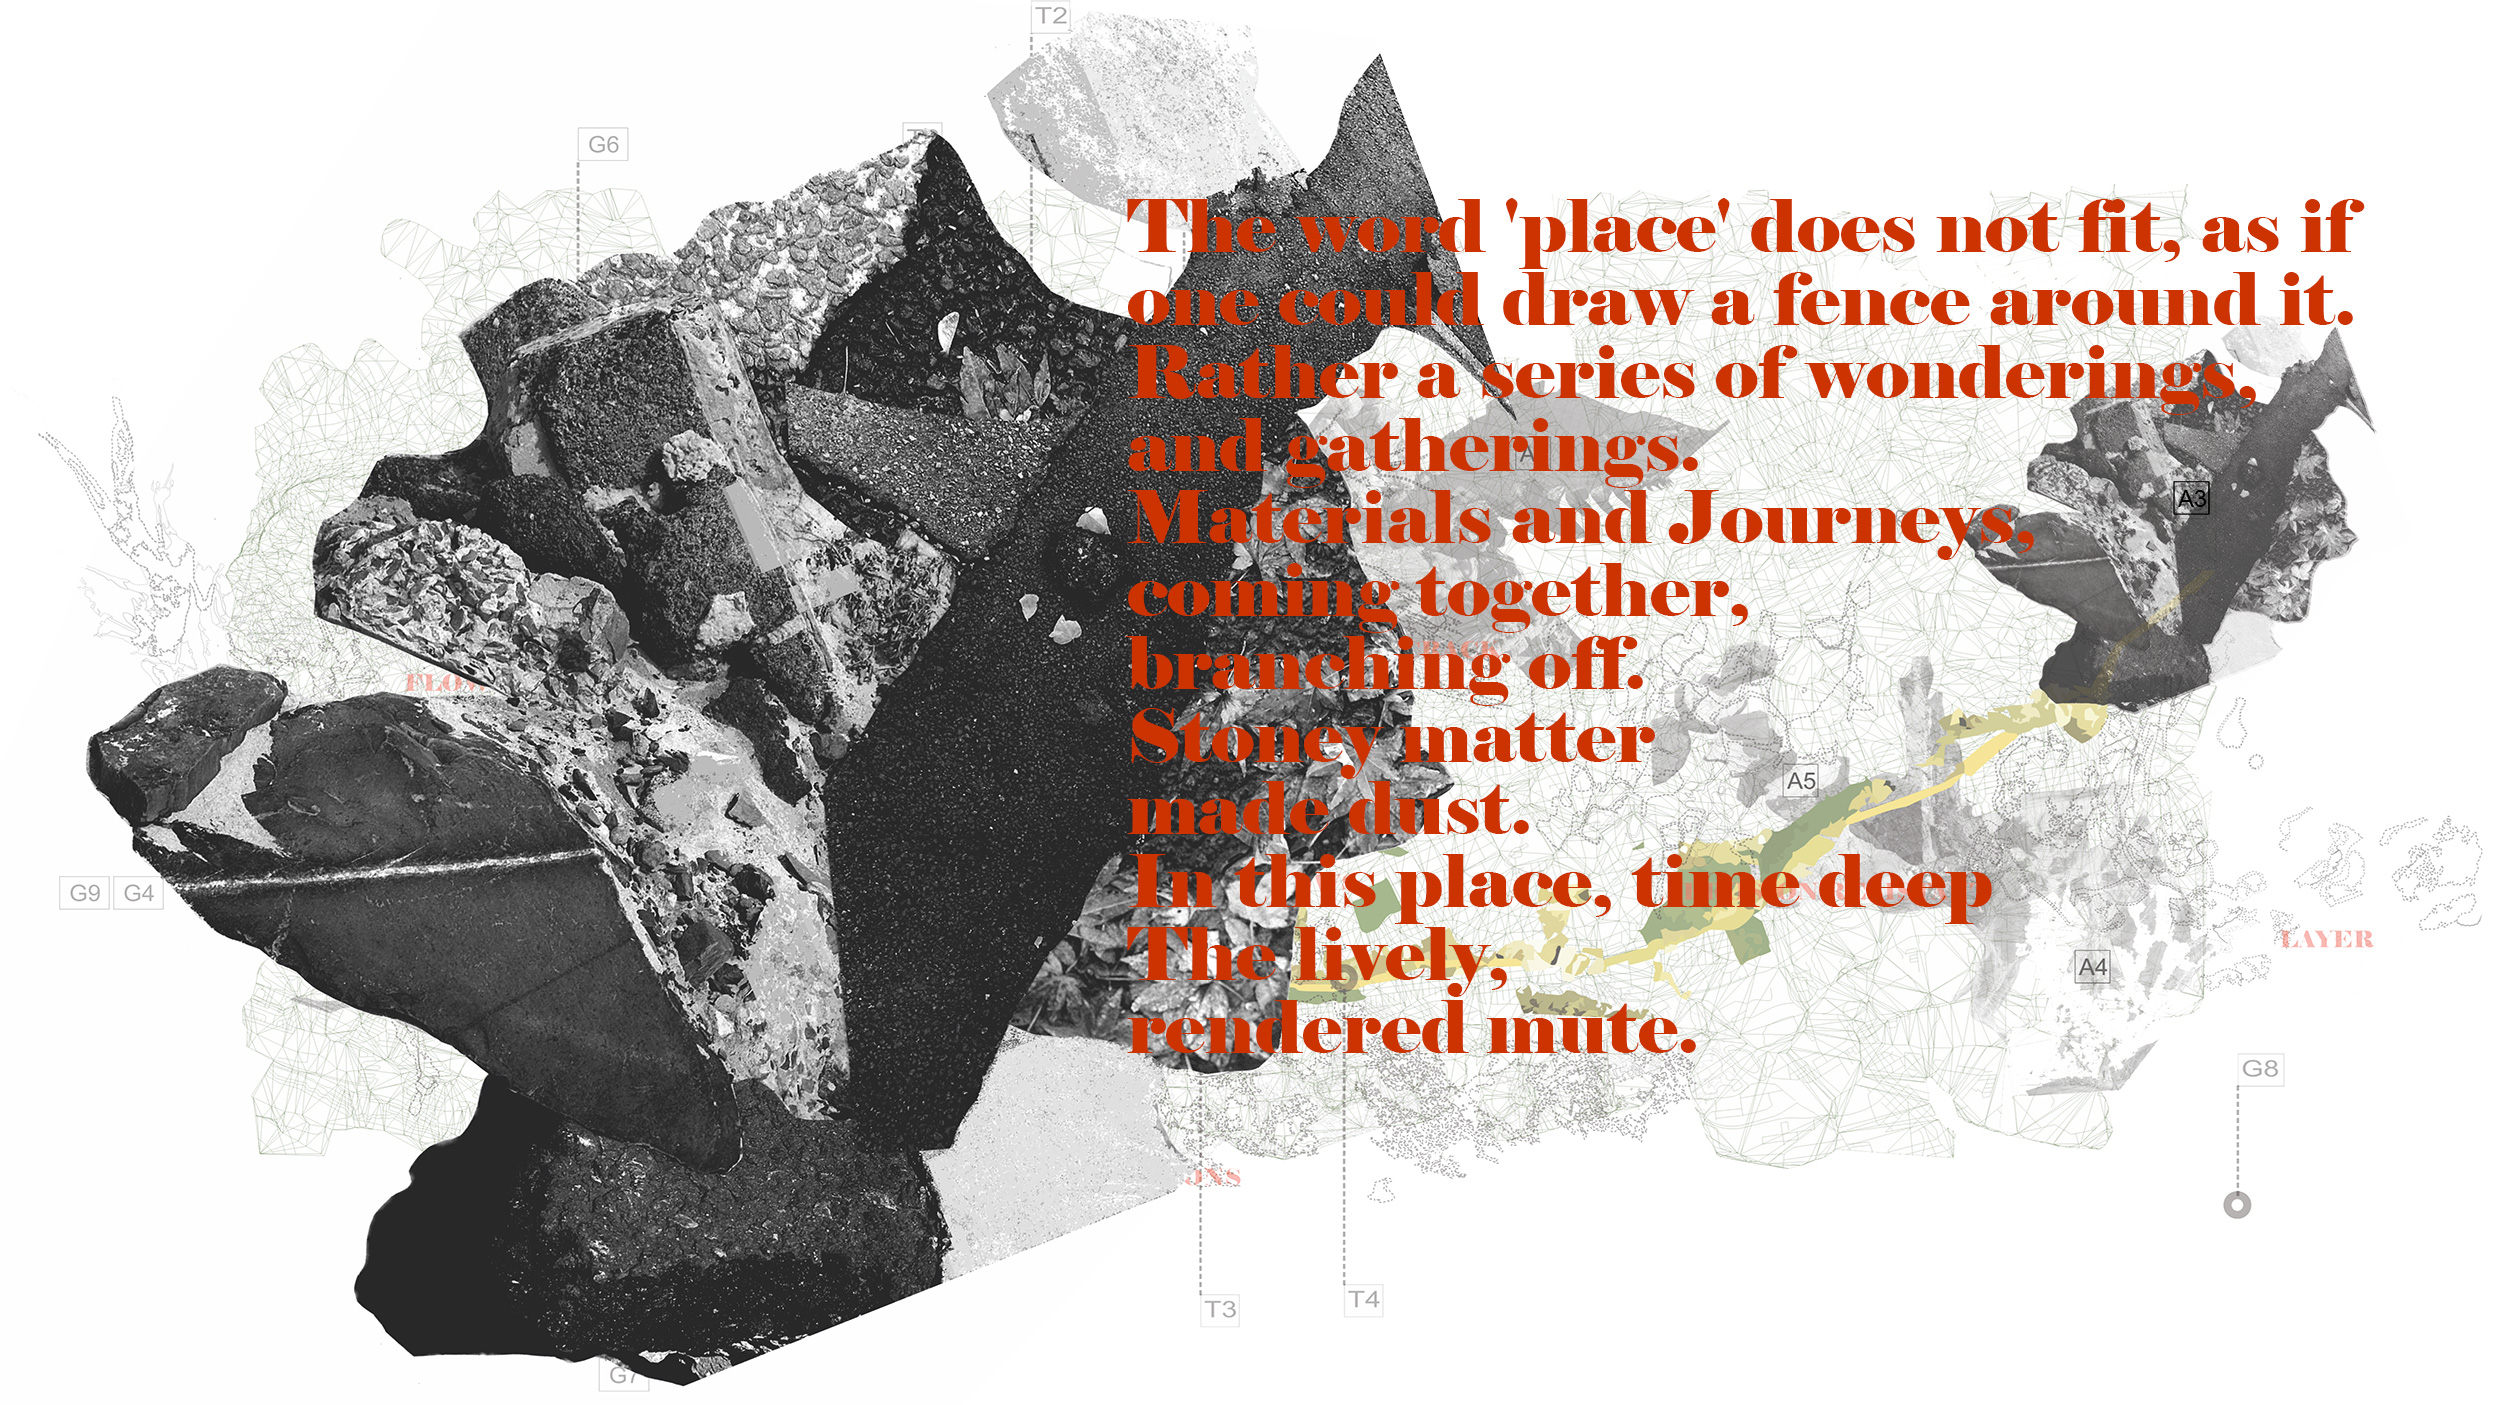 T2
G6
The word 'place' does not fit, as if
one could draw a fence around it.
Rather a series of wonderings,
and gatherings.
Materials and Journeys,
coming together,
branching off.
Stoney matter
made dust.
In this place, time deep
The lively,
rendered mute.
A3
A5
G9 G4
LAYER
A4
G8
T3
T4
G7